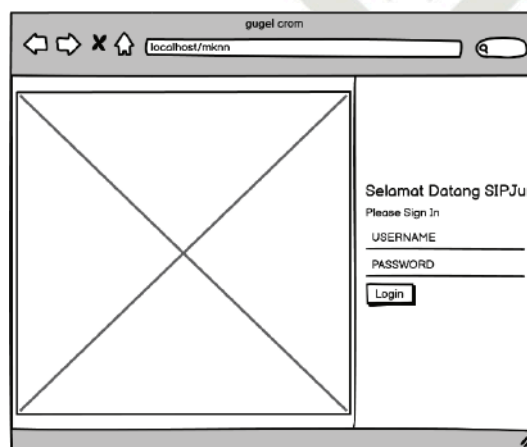 gugel crom
localhost/mknn
Selamat Datang SIPJu
Please Sign In
USERNAME
PASSWORD
Login